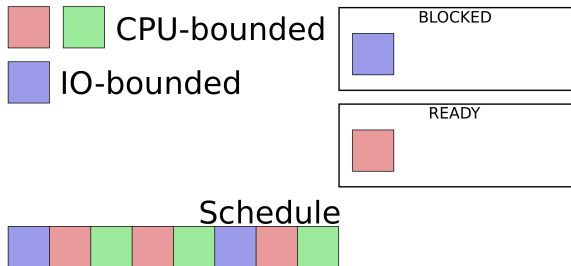 CPU-bounded
IO-bounded
BLOCKED
READY
Schedule